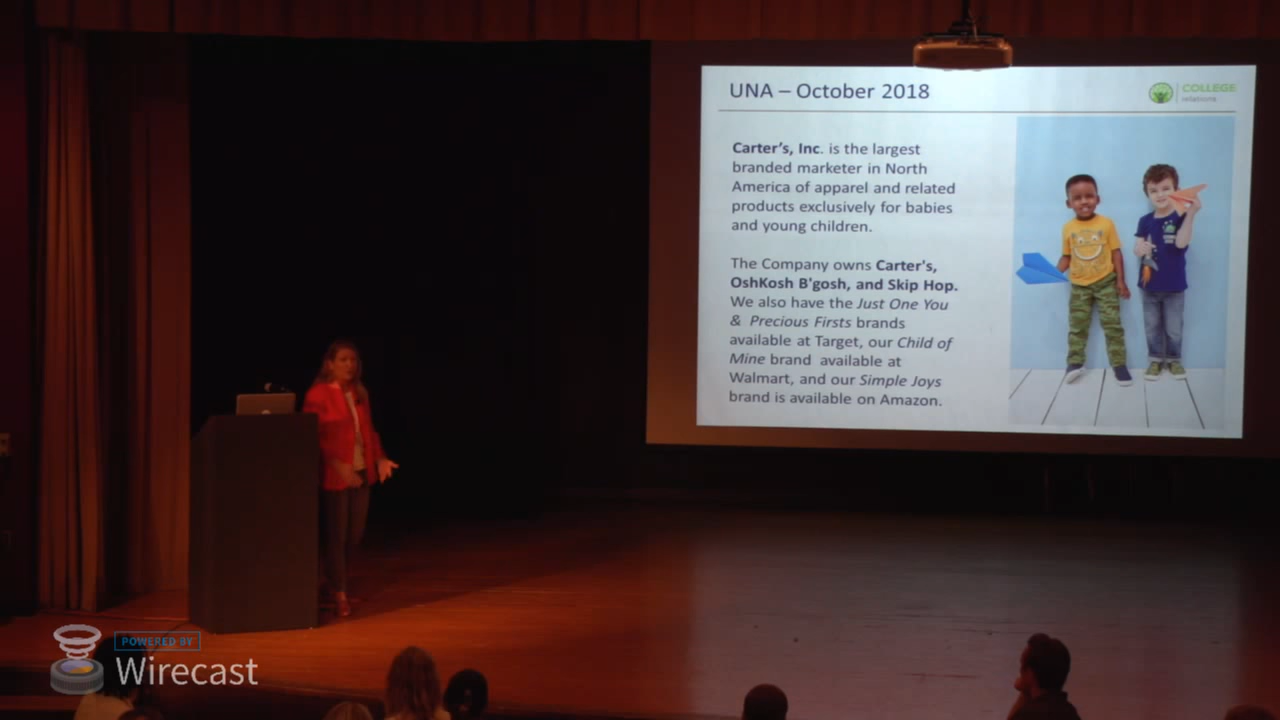 UNA – October 2018
COLLEGE
relations
Carter's, Inc. is the largest
branded marketer in North
America of apparel and related
products exclusively for babies
and young children.
The Company owns Carter's,
OshKosh B'gosh, and Skip Hop.
We also have the Just One You
& Precious Firsts brands
available at Target, our Child of
Mine brand available at
Walmart, and our Simple Joys
brand is available on Amazon.
POWERED BY
Wirecast